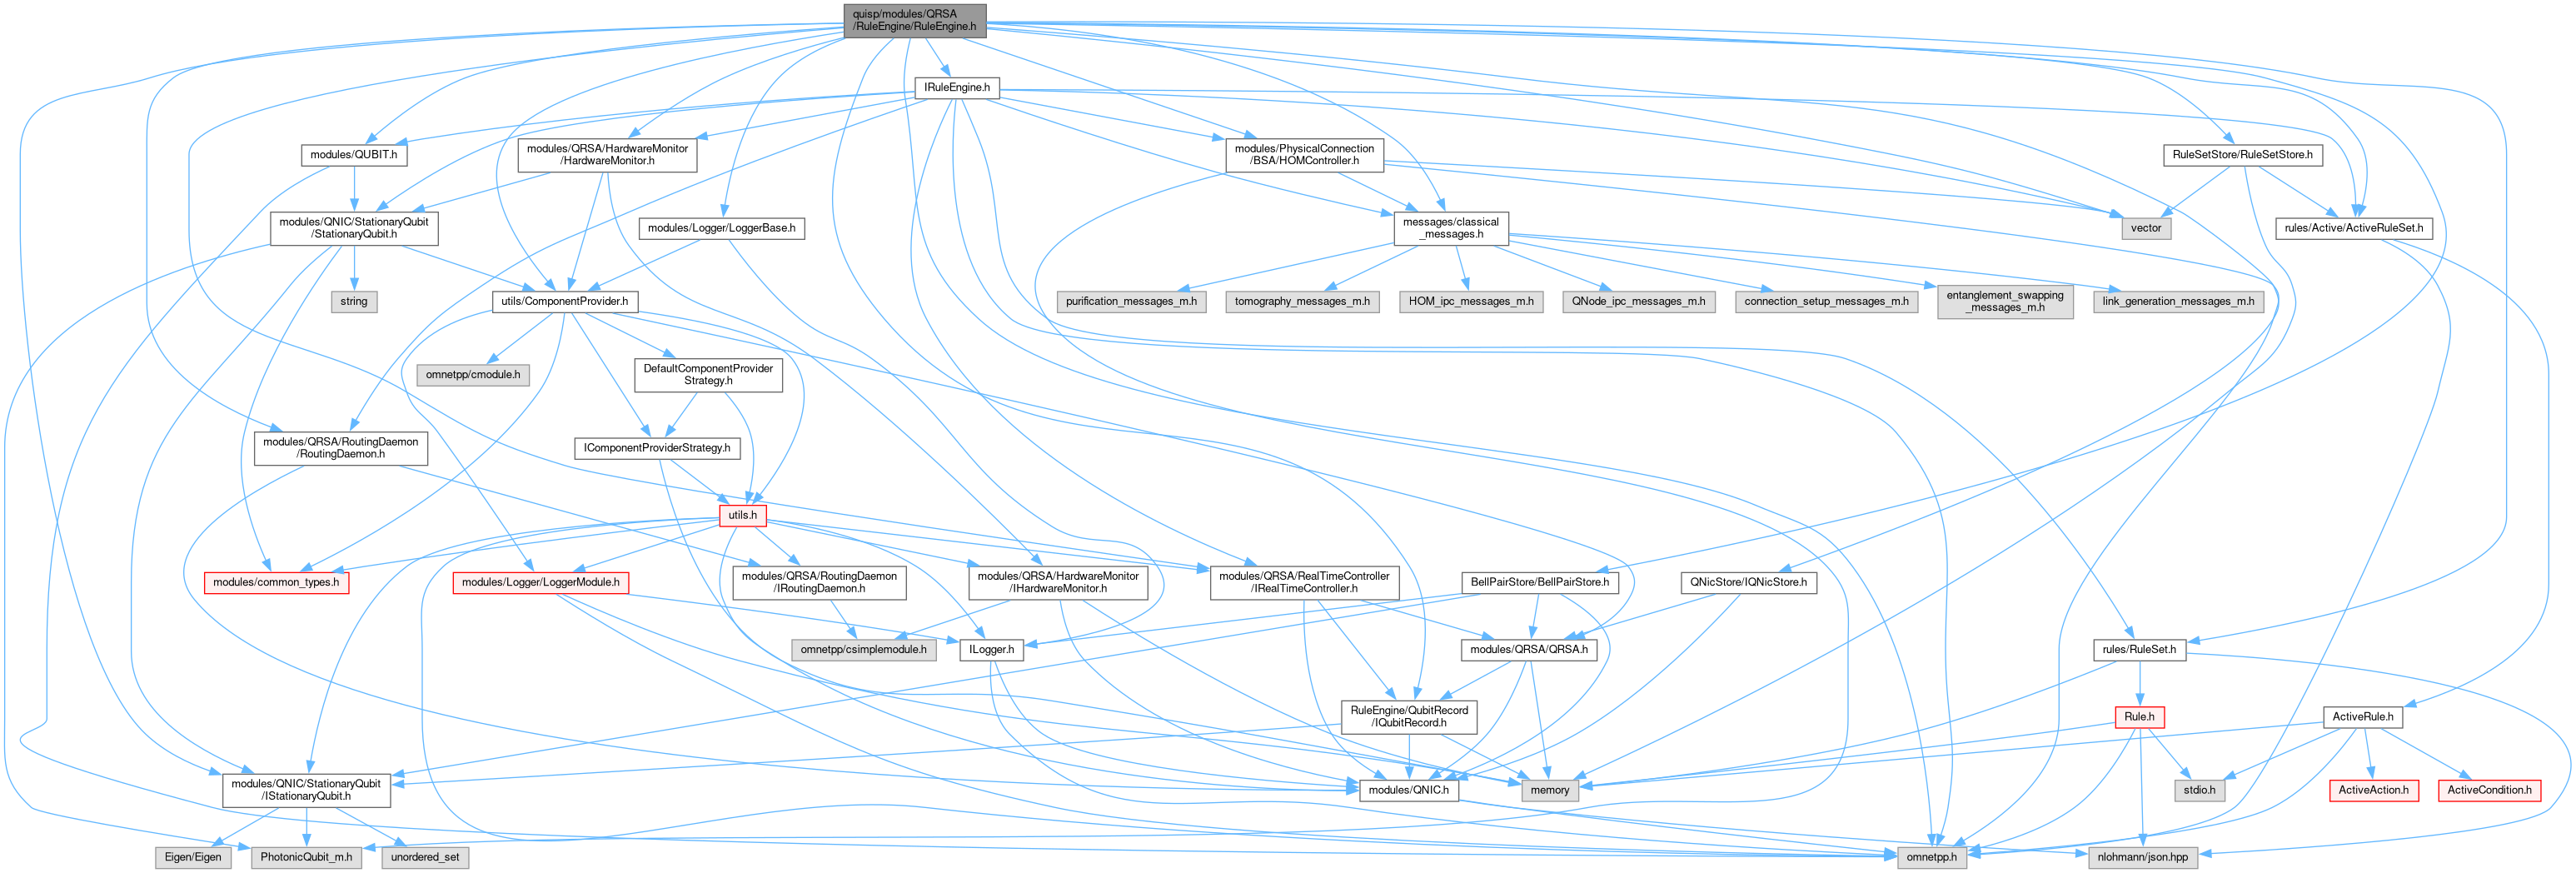 quisp/modules/QRSA
/RuleEngine/RuleEngine.h
IRuleEngine.h
modules/QUBIT.h
modules/QRSA/HardwareMonitor
/HardwareMonitor.h
modules/PhysicalConnection
/BSA/HOMController.h
RuleSetStore/RuleSetStore.h
modules/QNIC/StationaryQubit
/StationaryQubit.h
modules/Logger/LoggerBase.h
messages/classical
_messages.h
vector
rules/Active/ActiveRuleSet.h
string
utils/ComponentProvider.h
purification_messages_m.h
tomography_messages_m.h
HOM_ipc_messages_m.h
QNode_ipc_messages_m.h
connection_setup_messages_m.h
entanglement_swapping
_messages_m.h
link_generation_messages_m.h
omnetpp/cmodule.h
DefaultComponentProvider
Strategy.h
modules/QRSA/RoutingDaemon
/RoutingDaemon.h
IComponentProviderStrategy.h
utils.h
modules/common_types.h
modules/Logger/LoggerModule.h
modules/QRSA/RoutingDaemon
/IRoutingDaemon.h
modules/QRSA/HardwareMonitor
/IHardwareMonitor.h
modules/QRSA/RealTimeController
/IRealTimeController.h
BellPairStore/BellPairStore.h
QNicStore/IQNicStore.h
omnetpp/csimplemodule.h
ILogger.h
modules/QRSA/QRSA.h
rules/RuleSet.h
RuleEngine/QubitRecord
/IQubitRecord.h
Rule.h
ActiveRule.h
modules/QNIC/StationaryQubit
/IStationaryQubit.h
modules/QNIC.h
memory
stdio.h
ActiveAction.h
ActiveCondition.h
Eigen/Eigen
PhotonicQubit_m.h
unordered_set
omnetpp.h
nlohmann/json.hpp